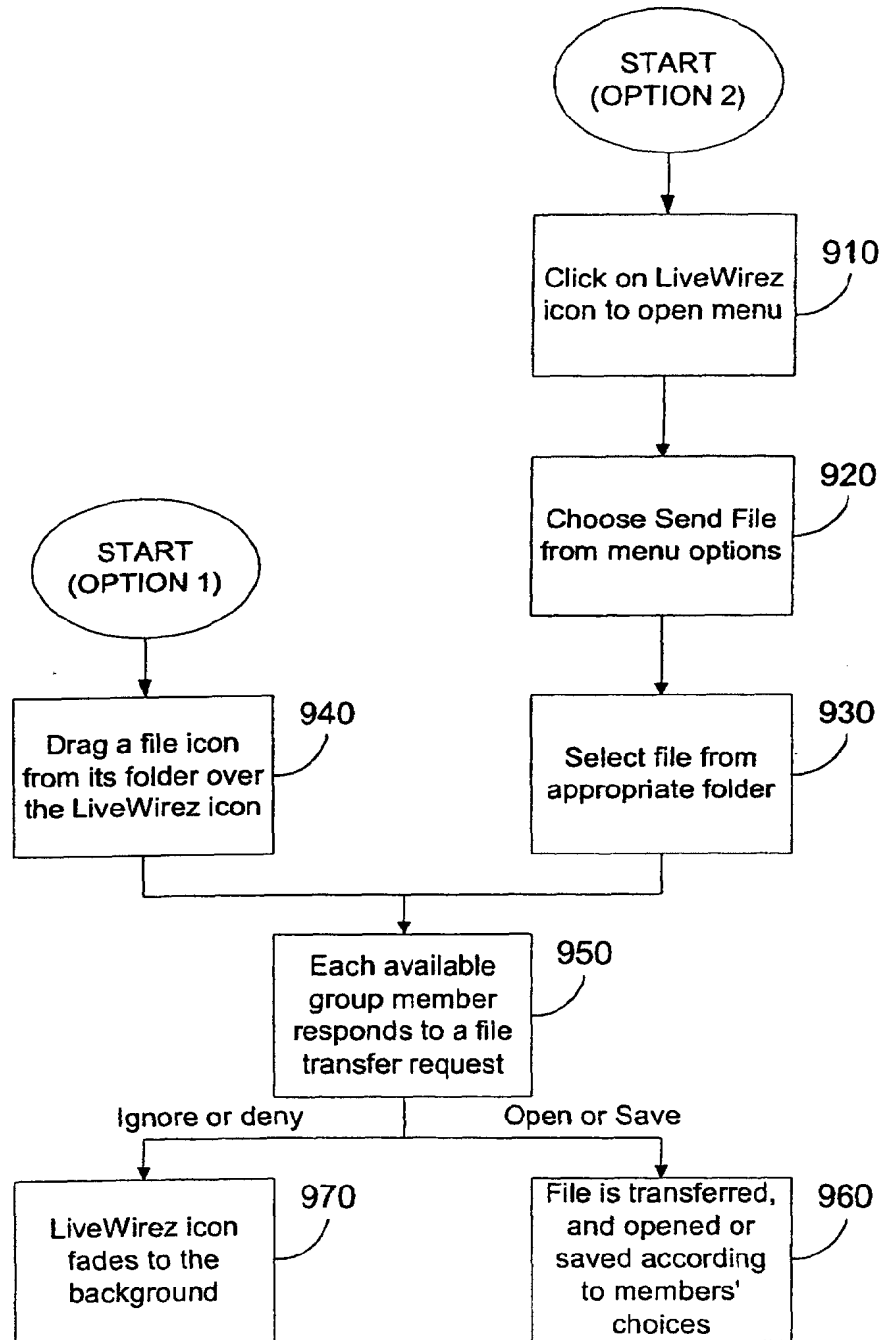 START
(OPTION 2)
910
Click on LiveWirez
icon to open menu
920
Choose Send File
from menu options
START
(OPTION 1)
940
Drag a file icon
from its folder over
the LiveWirez icon
930
Select file from
appropriate folder
950
Each available
group member
responds to a file
transfer request
Ignore or deny
Open or Save
970
LiveWirez icon
fades to the
background
960
File is transferred,
and opened or
saved according
to members'
choices